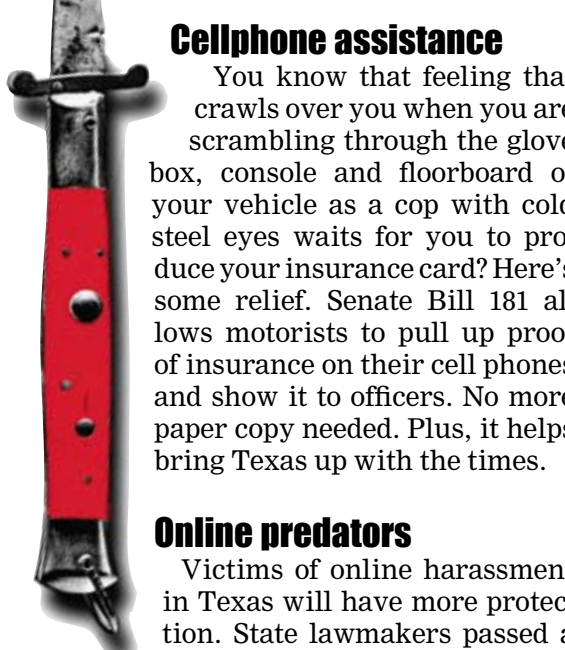 Cellphone assistance
You know that feeling tha
crawls over you when you are
scrambling through the glove
box, console and floorboard o
your vehicle as a cop with cold
steel eyes waits for you to pro
duce your insurance card? Here's
some relief. Senate Bill 181 al
lows motorists to pull up proo
of insurance on their cell phones
and show it to officers. No more
paper copy needed. Plus, it helps
bring Texas up with the times.
Online predators
Victims of online harassmen
in Texas will have more protec
tion. State lawmakers passed a